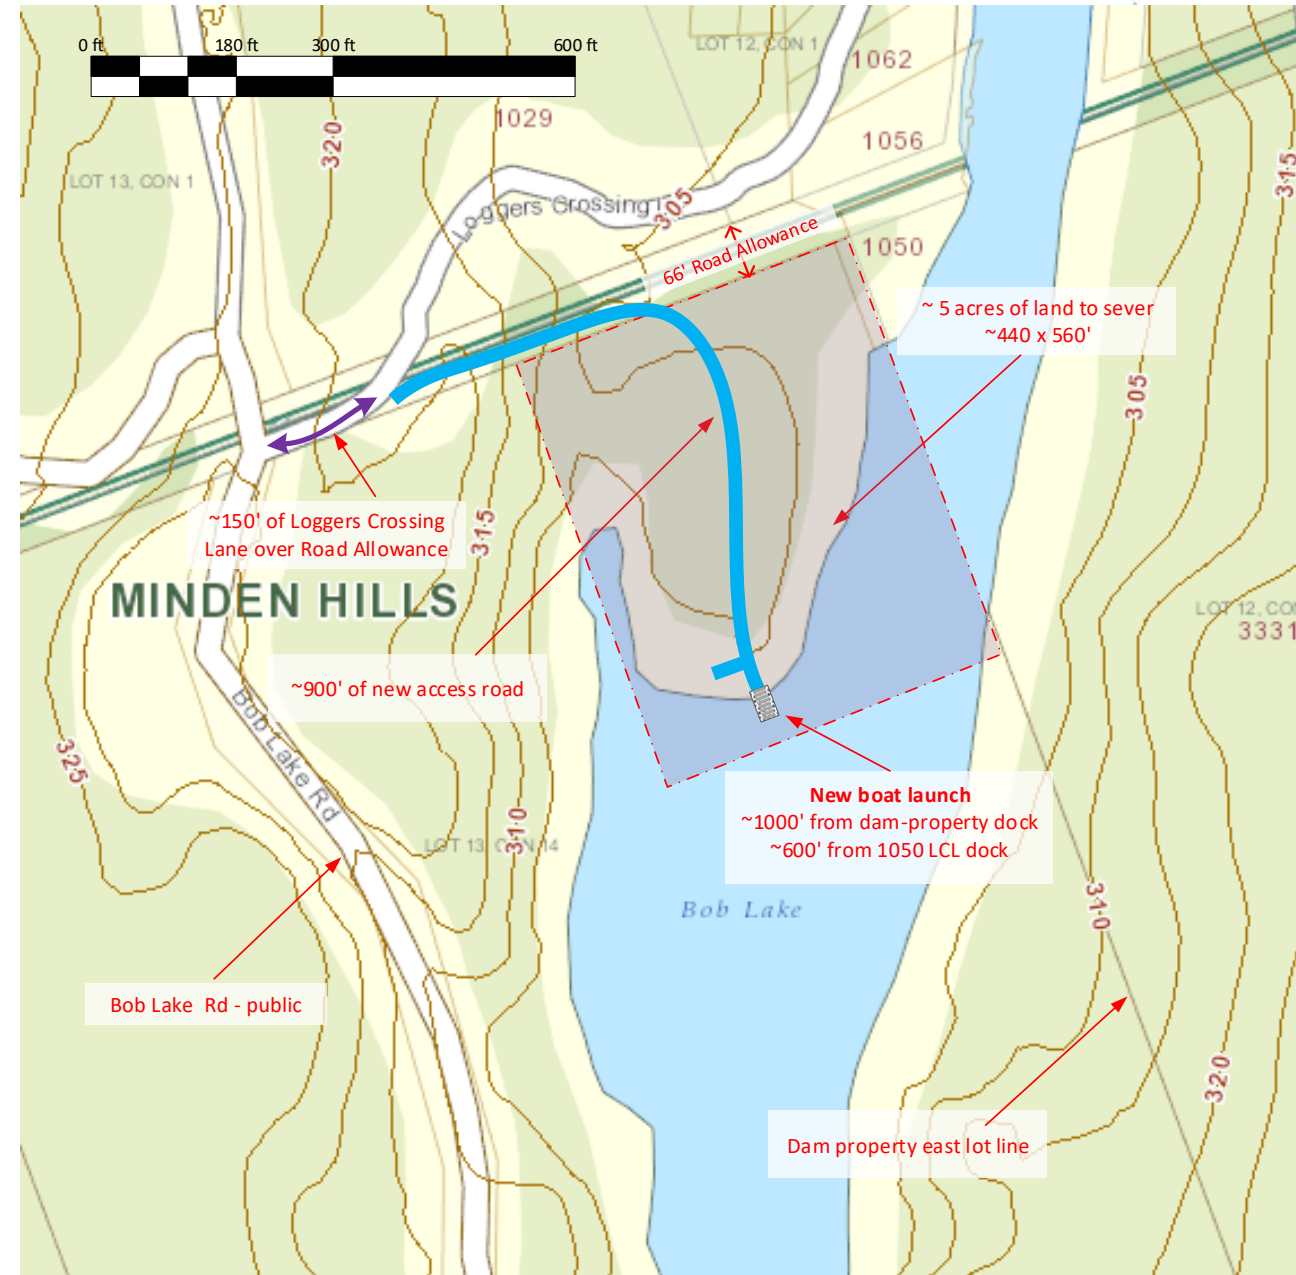 0 ft 180 ft 300 ft 600 ft
LOT 12, CON 1
1062
1029
320
1056
LOT 13, CON 1
315
Loggers Crossing
305
66' Road Allowance
1050
~ 5 acres of land to sever
~440 x 560'
305
~150' of Loggers Crossing
Lane over Road Allowance
315
MINDEN HILLS
LOT 12, CO
3331
~900' of new access road
325
Bob Lake Rd
New boat launch
~1000' from dam-property dock
~600' from 1050 LCL dock
310
LOT 13, CON 14
Bob Lake
310
Bob Lake Rd - public
320
Dam property east lot line